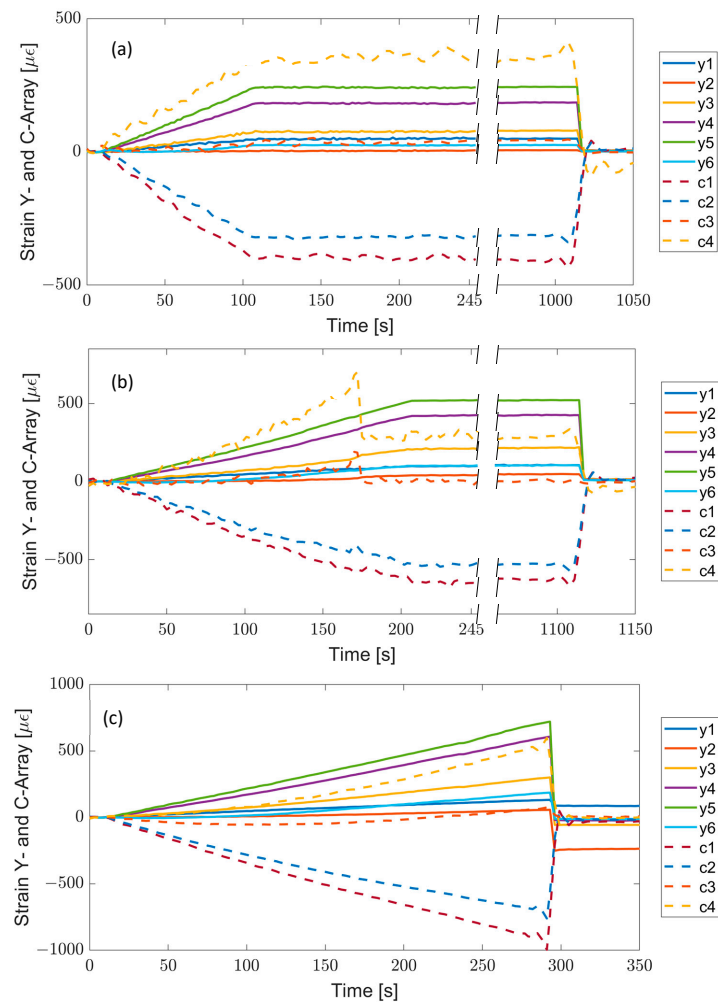 (a)
Strain Y- and C-Array [με]
500
0
−500
0
50
100
150
200
245
1000
1050
Time [s]
y1
y2
y3
y4
y5
y6
c1
c2
c3
c4
(b)
Strain Y- and C-Array [με]
500
0
−500
0
50
100
150
200
245
1100
1150
Time [s]
y1
y2
y3
y4
y5
y6
c1
c2
c3
c4
(c)
Strain Y- and C-Array [με]
1000
500
0
−500
−1000
0
50
100
150
200
250
300
350
Time [s]
y1
y2
y3
y4
y5
y6
c1
c2
c3
c4